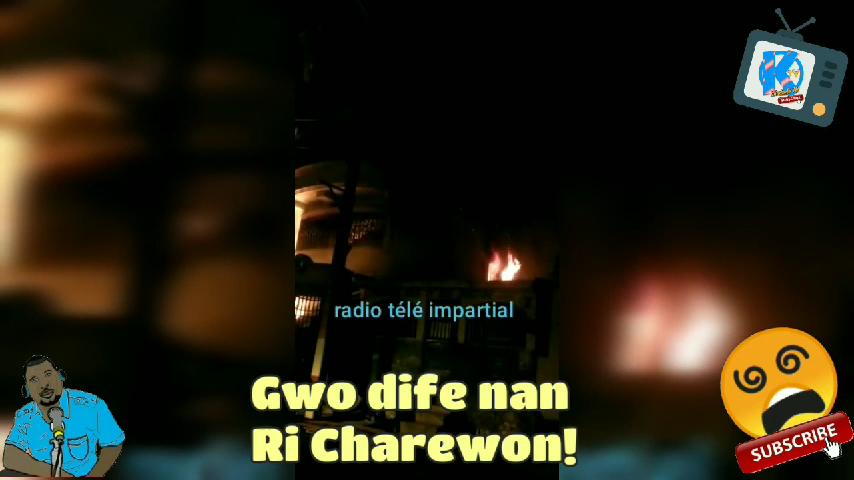 K
radio télé impartial
Gwo dife nan
Ri Charewon!
SUBSCRIBE